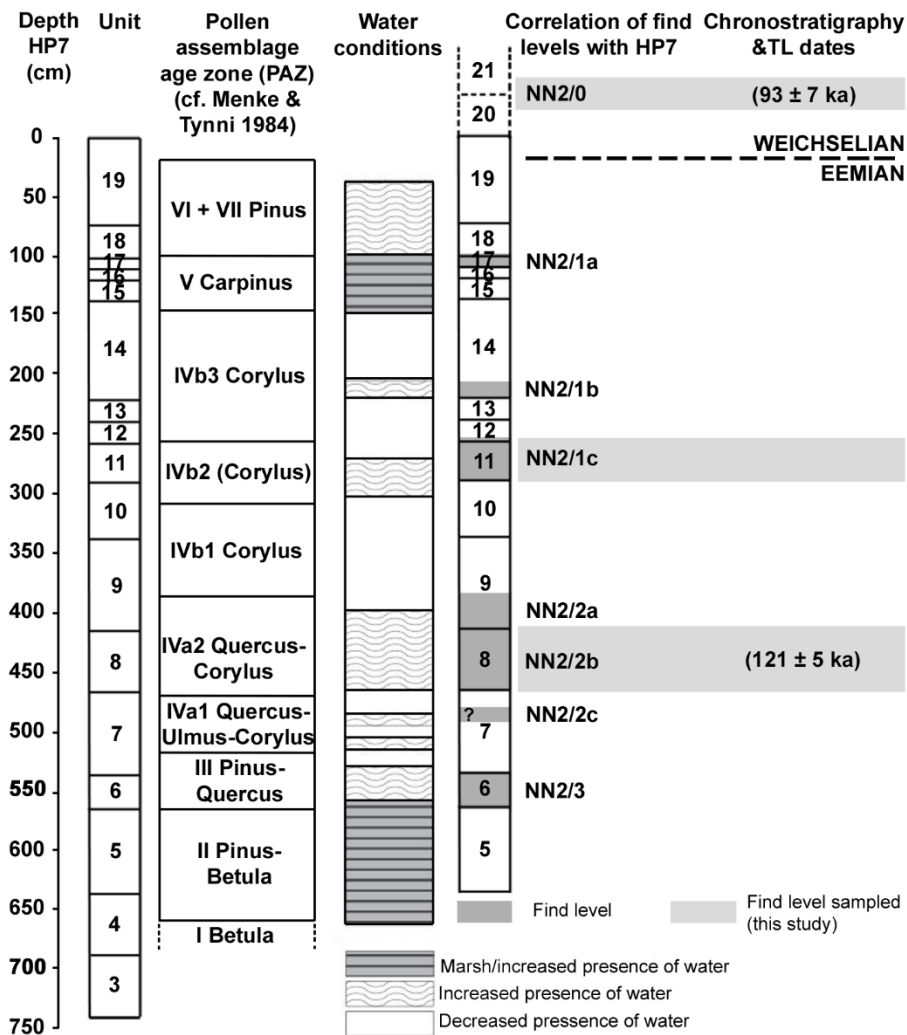 Depth
HP7
(cm)
Unit
Pollen
assemblage
age zone (PAZ)
(cf. Menke &
Tynni 1984)
Water
conditions
Correlation of find
levels with HP7
Chronostratigraphy
&TL dates
21
NN2/0
(93 ± 7 ka)
20
0
WEICHSELIAN
EEMIAN
19
VI + VII Pinus
19
50
18
18
100
17
17
NN2/1a
16
V Carpinus
16
15
15
150
14
IVb3 Corylus
14
200
NN2/1b
13
13
12
12
250
11
IVb2 (Corylus)
11
NN2/1c
300
10
10
350
IVb1 Corylus
9
9
400
NN2/2a
IVa2 Quercus-
Corylus
8
8
NN2/2b
(121 ± 5 ka)
450
IVa1 Quercus-
Ulmus-Corylus
?
NN2/2c
500
7
7
III Pinus-
Quercus
550
6
6
NN2/3
600
5
II Pinus-
Betula
5
650
4
I Betula
Find level
Find level sampled
(this study)
700
3
750
Marsh/increased presence of water
Increased presence of water
Decreased pressence of water